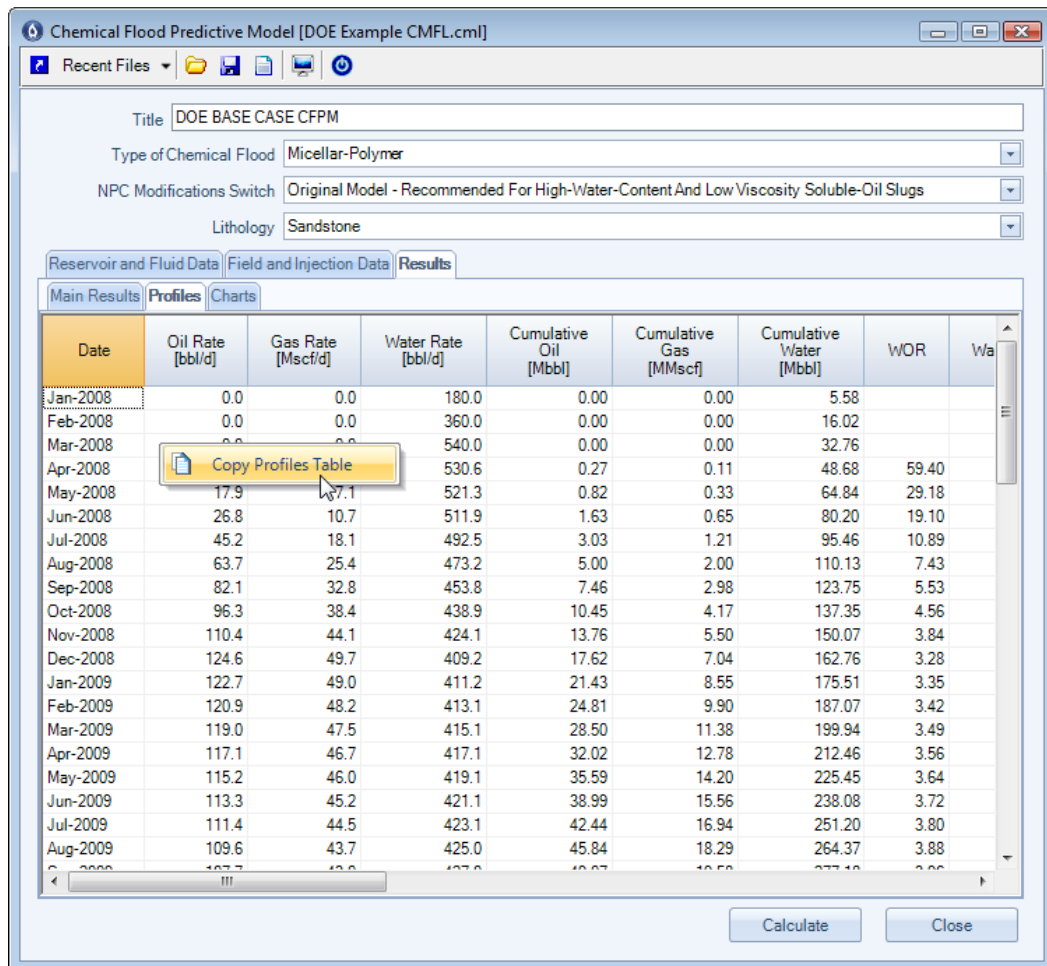 Chemical Flood Predictive Model [DOE Example CMFL.cml]
Recent Files
Title DOE BASE CASE CFPM
Type of Chemical Flood Micellar-Polymer
NPC Modifications Switch Original Model - Recommended For High-Water-Content And Low Viscosity Soluble-Oil Slugs
Lithology Sandstone
Reservoir and Fluid Data Field and Injection Data Results
Main Results Profiles Charts
Date Oil Rate [bbl/d] Gas Rate [Mscf/d] Water Rate [bbl/d] Cumulative Oil [Mbbl] Cumulative Gas [MMscf] Cumulative Water [Mbbl] WOR Wa
Jan-2008 0.0 0.0 180.0 0.00 0.00 5.58
Feb-2008 0.0 0.0 360.0 0.00 0.00 16.02
Mar-2008 540.0 0.00 0.00 32.76
Copy Profiles Table
Apr-2008 530.6 0.27 0.11 48.68 59.40
May-2008 17.9 7.1 521.3 0.82 0.33 64.84 29.18
Jun-2008 26.8 10.7 511.9 1.63 0.65 80.20 19.10
Jul-2008 45.2 18.1 492.5 3.03 1.21 95.46 10.89
Aug-2008 63.7 25.4 473.2 5.00 2.00 110.13 7.43
Sep-2008 82.1 32.8 453.8 7.46 2.98 123.75 5.53
Oct-2008 96.3 38.4 438.9 10.45 4.17 137.35 4.56
Nov-2008 110.4 44.1 424.1 13.76 5.50 150.07 3.84
Dec-2008 124.6 49.7 409.2 17.62 7.04 162.76 3.28
Jan-2009 122.7 49.0 411.2 21.43 8.55 175.51 3.35
Feb-2009 120.9 48.2 413.1 24.81 9.90 187.07 3.42
Mar-2009 119.0 47.5 415.1 28.50 11.38 199.94 3.49
Apr-2009 117.1 46.7 417.1 32.02 12.78 212.46 3.56
May-2009 115.2 46.0 419.1 35.59 14.20 225.45 3.64
Jun-2009 113.3 45.2 421.1 38.99 15.56 238.08 3.72
Jul-2009 111.4 44.5 423.1 42.44 16.94 251.20 3.80
Aug-2009 109.6 43.7 425.0 45.84 18.29 264.37 3.88
Calculate Close